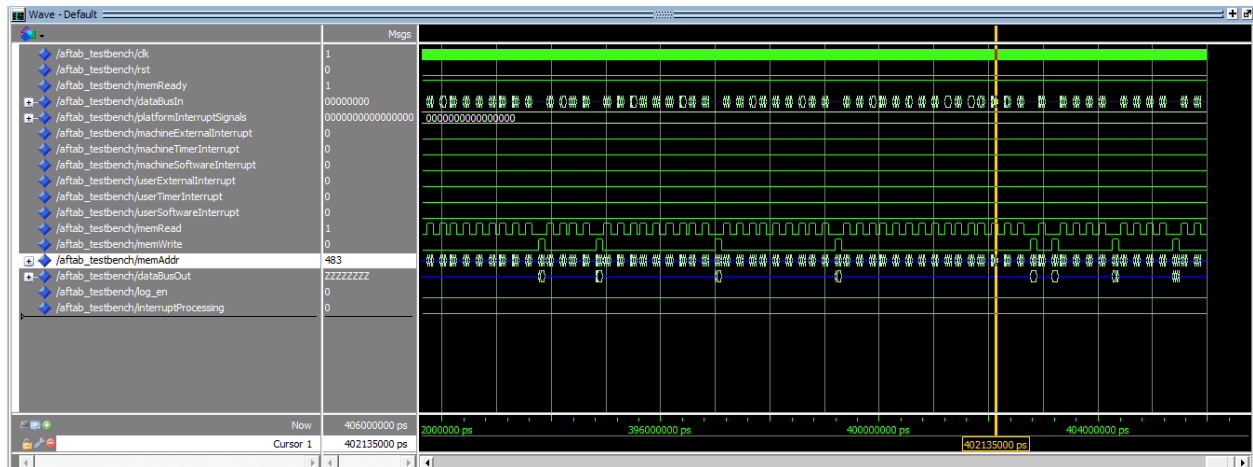 Wave - Default
Msgs
/aftab_testbench/clk 1
/aftab_testbench/rst 0
/aftab_testbench/memReady 1
/aftab_testbench/dataBusIn 00000000
/aftab_testbench/platformInterruptSignals 0000000000000000 0000000000000000
/aftab_testbench/machineExternalInterrupt 0
/aftab_testbench/machineTimerInterrupt 0
/aftab_testbench/machineSoftwareInterrupt 0
/aftab_testbench/userExternalInterrupt 0
/aftab_testbench/userTimerInterrupt 0
/aftab_testbench/userSoftwareInterrupt 0
/aftab_testbench/memRead 1
/aftab_testbench/memWrite 0
/aftab_testbench/memAddr 483
/aftab_testbench/dataBusOut ZZZZZZZZ
/aftab_testbench/log_en 0
/aftab_testbench/interruptProcessing 0
Now 406000000 ps 2000000 ps 396000000 ps 400000000 ps 404000000 ps
Cursor 1 402135000 ps 402135000 ps